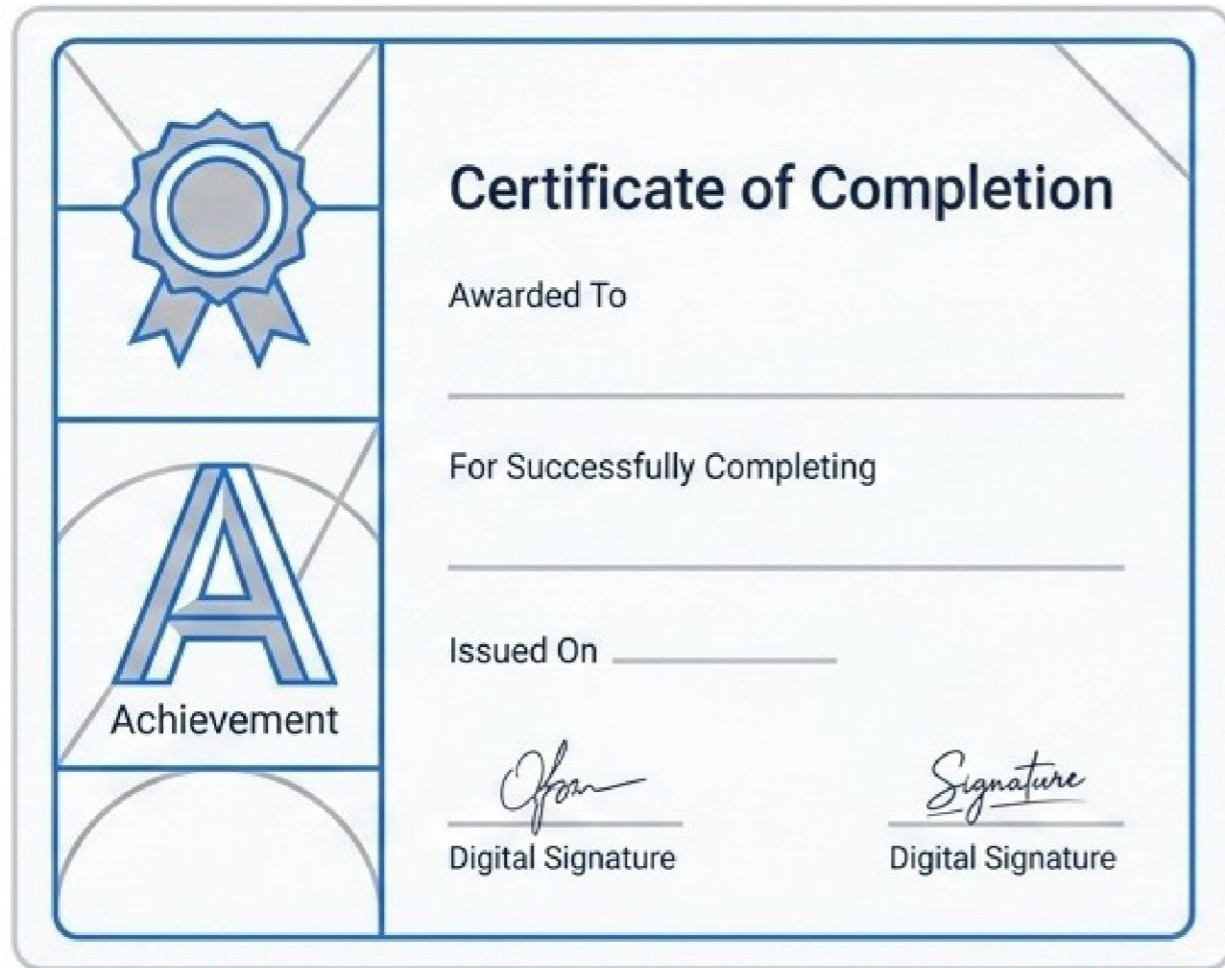 Certificate of Completion
Awarded To
For Successfully Completing
Issued On
A
Achievement
Signature
Digital Signature
Digital Signature